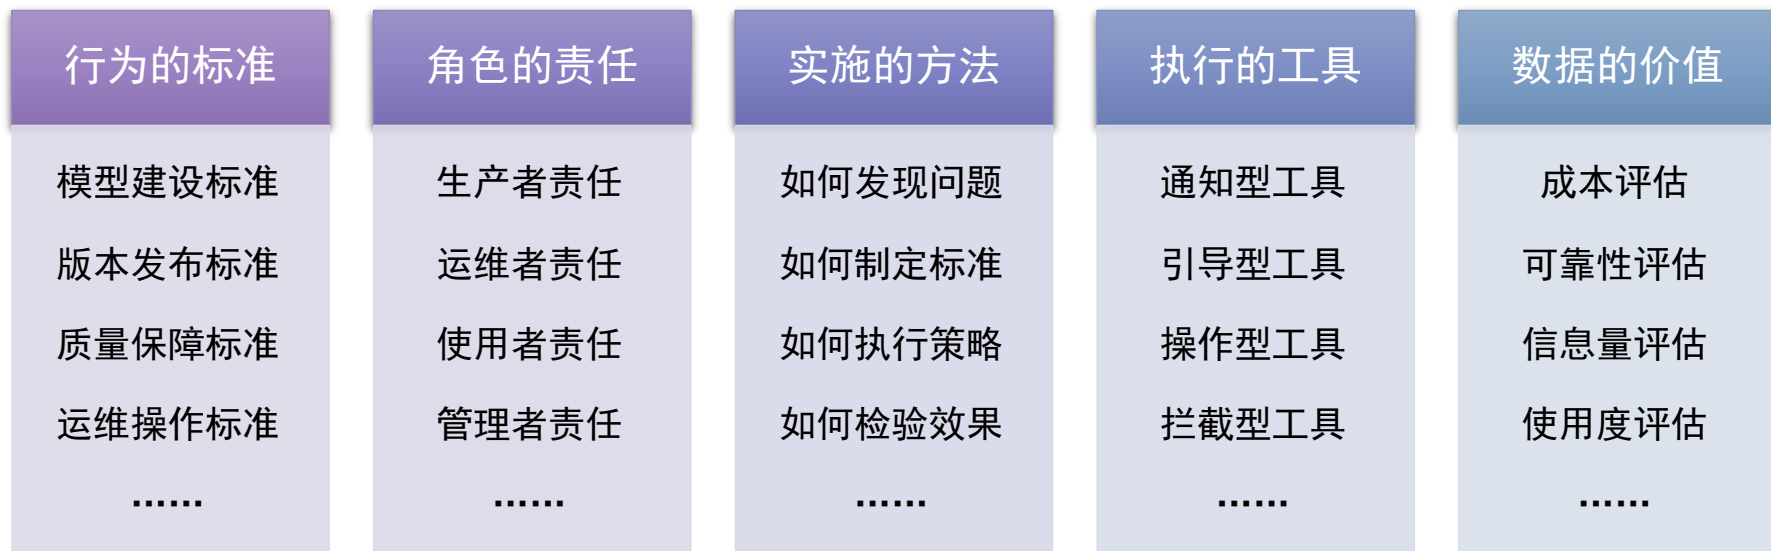 行为的标准
模型建设标准
版本发布标准
质量保障标准
运维操作标准
……
角色的责任
生产者责任
运维者责任
使用者责任
管理者责任
……
实施的方法
如何发现问题
如何制定标准
如何执行策略
如何检验效果
……
执行的工具
通知型工具
引导型工具
操作型工具
拦截型工具
……
数据的价值
成本评估
可靠性评估
信息量评估
使用度评估
……